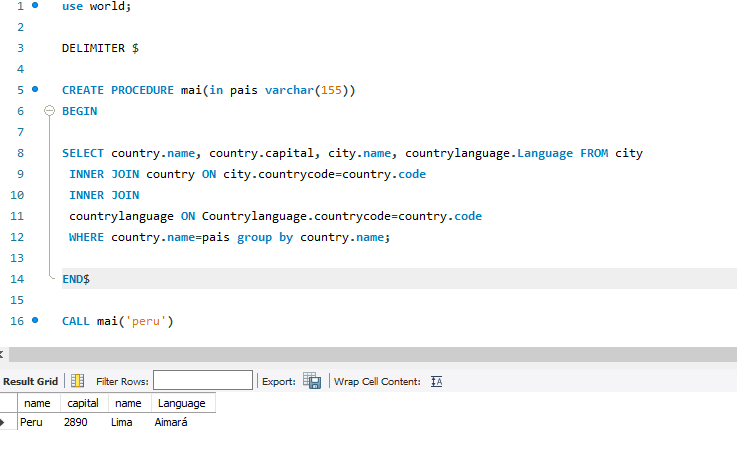 1 use world;
2
3 DELIMITER $
4
5 CREATE PROCEDURE mai(in pais varchar(155))
6 BEGIN
7
8 SELECT country.name, country.capital, city.name, countrylanguage.Language FROM city
9 INNER JOIN country ON city.countrycode=country.code
10 INNER JOIN
11 countrylanguage ON Countrylanguage.countrycode=country.code
12 WHERE country.name=pais group by country.name;
13
14 END$
15
16 CALL mai('peru')
Result Grid Filter Rows: Export: Wrap Cell Content:
name capital name Language
Peru 2890 Lima Aimará